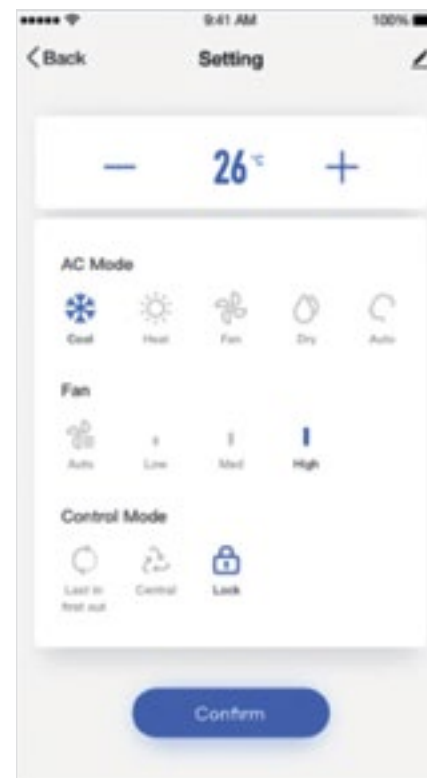 9:41 AM
100%
Back
Setting
26 °C
AC Mode
Cool Heat Fan Dry Auto
Fan
Auto Low Med High
Control Mode
Last in Central Lock
first out
Confirm